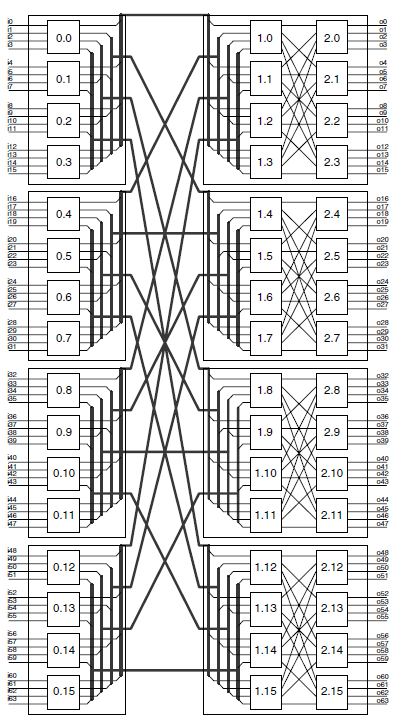 i0 o0
i1 o1
0.0 1.0 2.0
i2 o2
i3 o3
i4 o4
i5 o5
0.1 1.1 2.1
i6 o6
i7 o7
i8 o8
i9 o9
0.2 1.2 2.2
i10 o10
i11 o11
i12 o12
i13 o13
0.3 1.3 2.3
i14 o14
i15 o15
i16 o16
i17 o17
0.4 1.4 2.4
i18 o18
i19 o19
i20 o20
i21 o21
0.5 1.5 2.5
i22 o22
i23 o23
i24 o24
i25 o25
0.6 1.6 2.6
i26 o26
i27 o27
i28 o28
i29 o29
0.7 1.7 2.7
i30 o30
i31 o31
i32 o32
i33 o33
0.8 1.8 2.8
i34 o34
i35 o35
i36 o36
i37 o37
0.9 1.9 2.9
i38 o38
i39 o39
i40 o40
i41 o41
0.10 1.10 2.10
i42 o42
i43 o43
i44 o44
i45 o45
0.11 1.11 2.11
i46 o46
i47 o47
i48 o48
i49 o49
0.12 1.12 2.12
i50 o50
i51 o51
i52 o52
i53 o53
0.13 1.13 2.13
i54 o54
i55 o55
i56 o56
i57 o57
0.14 1.14 2.14
i58 o58
i59 o59
i60 o60
i61 o61
0.15 1.15 2.15
i62 o62
i63 o63